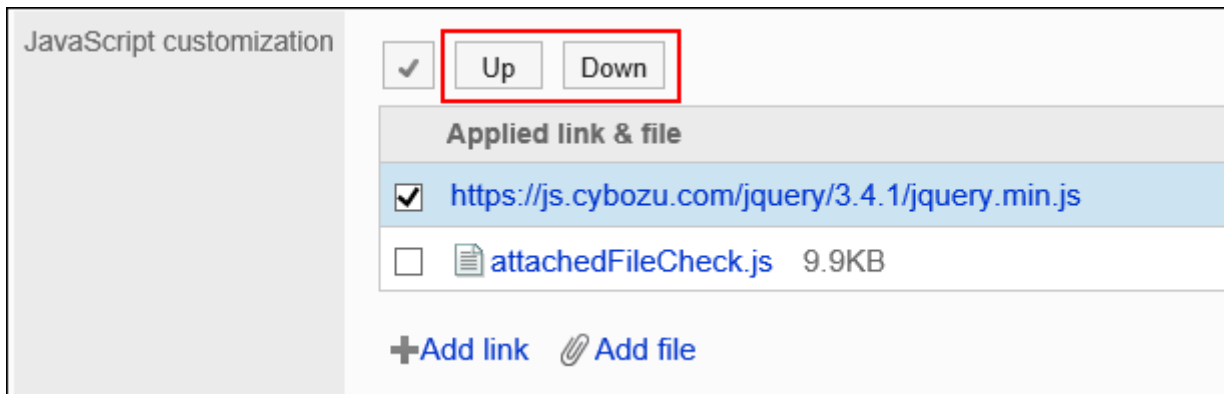 JavaScript customization
Up Down
Applied link & file
https://js.cybozu.com/jquery/3.4.1/jquery.min.js
attachedFileCheck.js 9.9KB
Add link Add file